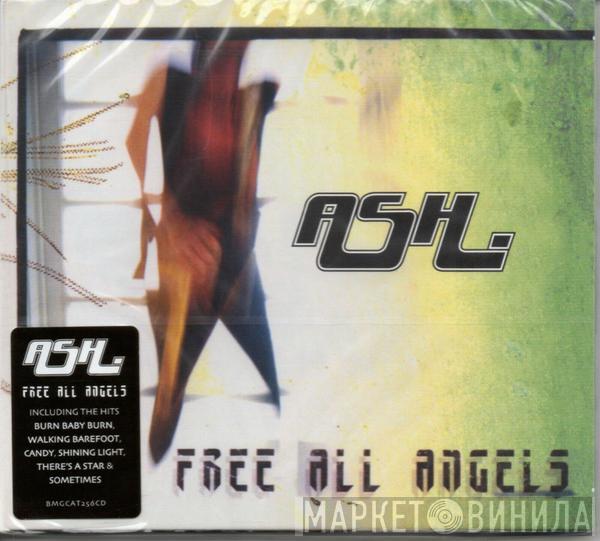 ASH.
ASH.
FREE ALL ANGELS
INCLUDING THE HITS
BURN BABY BURN,
WALKING BAREFOOT,
CANDY, SHINING LIGHT,
THERE'S A STAR &
SOMETIMES
BMGCAT256CD
FREE ALL ANGELS
МАРКЕТ ВИНИЛА